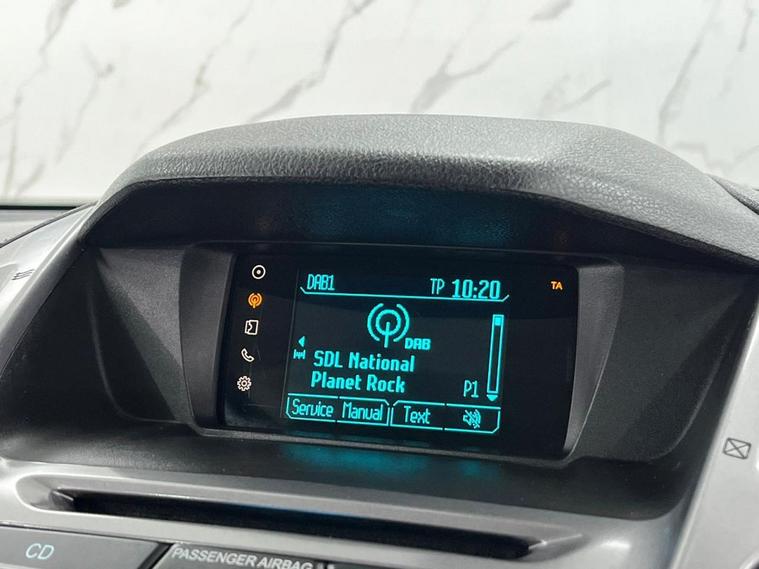 DAB1 TP 10:20 TA
DAB
SDL National
Planet Rock P1
Service Manual Text
CD PASSENGER AIRBAG